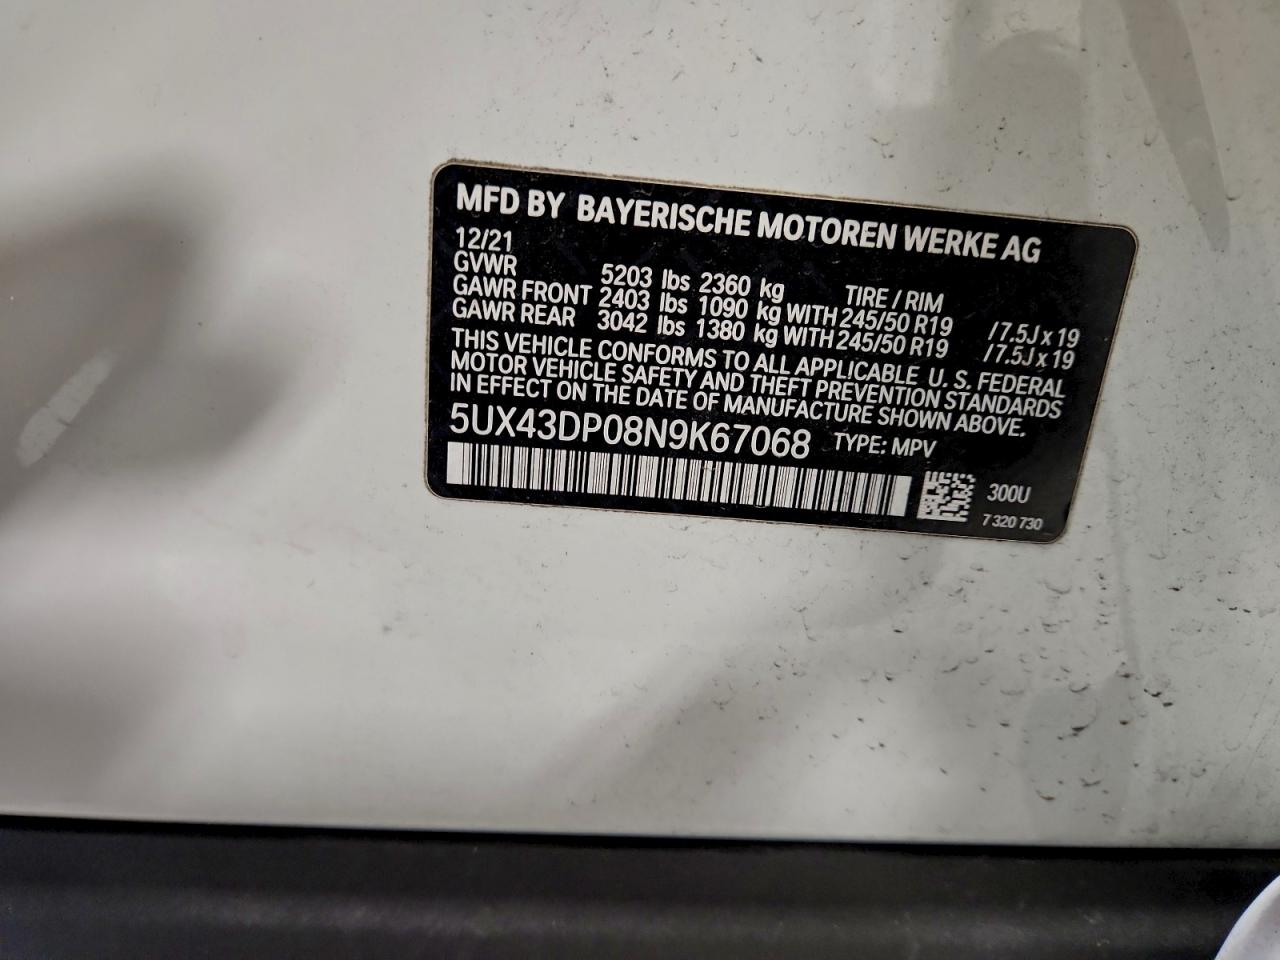 MFD BY BAYERISCHE MOTOREN WERKE AG
12/21
GVWR 5203 lbs 2360 kg TIRE / RIM
GAWR FRONT 2403 lbs 1090 kg WITH 245/50 R19 /7.5J x 19
GAWR REAR 3042 lbs 1380 kg WITH 245/50 R19 /7.5J x 19
THIS VEHICLE CONFORMS TO ALL APPLICABLE U. S. FEDERAL
MOTOR VEHICLE SAFETY AND THEFT PREVENTION STANDARDS
IN EFFECT ON THE DATE OF MANUFACTURE SHOWN ABOVE.
5UX43DP08N9K67068 TYPE: MPV
300U
7 320 730